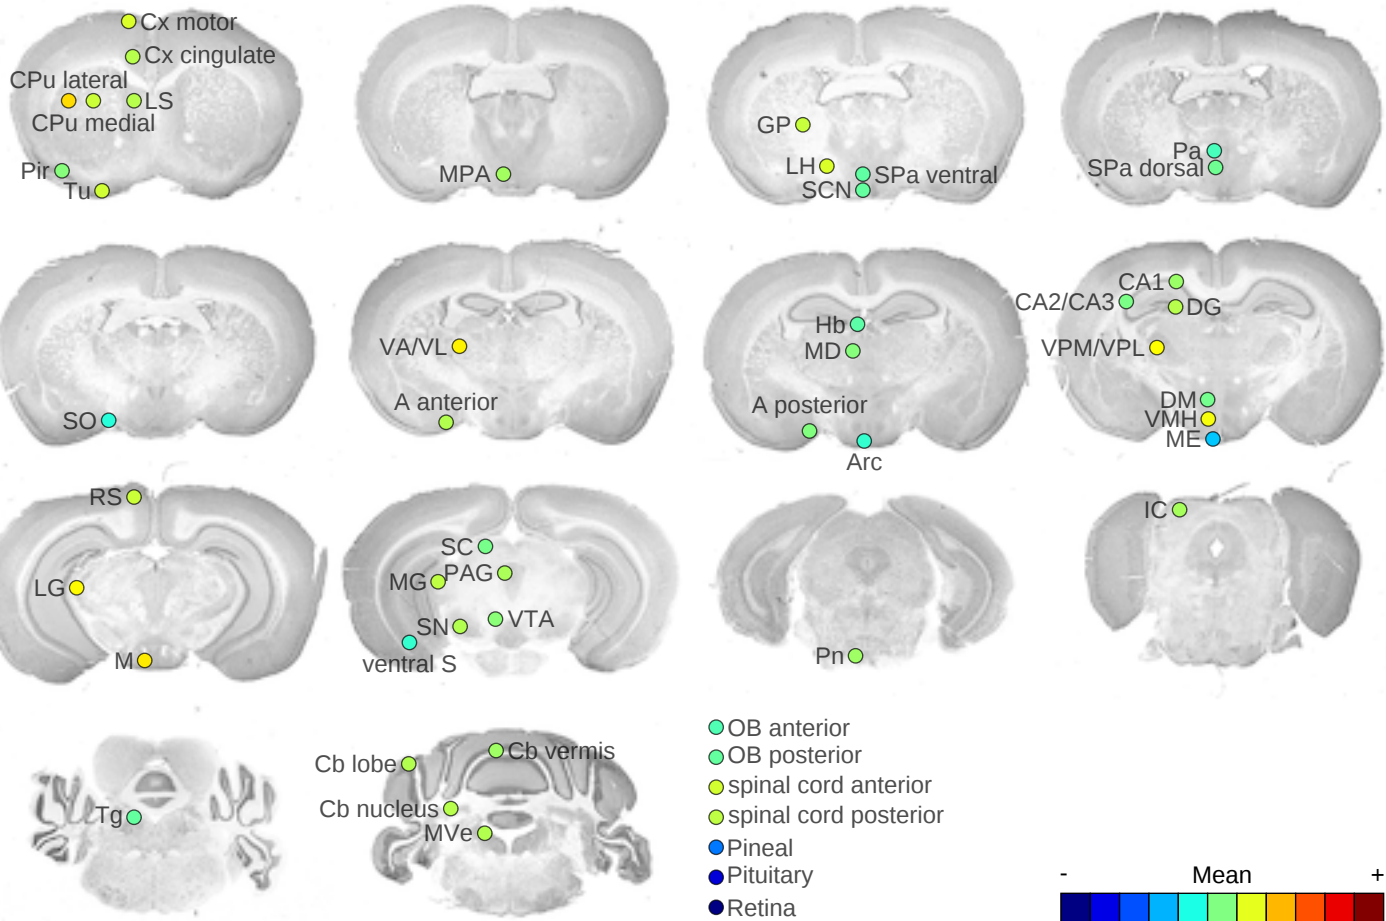 Cx motor
Cx cingulate
CPu lateral
LS
CPu medial
Pir
Tu
MPA
GP
LH
SPa ventral
SCN
Pa
SPa dorsal
SO
VA/VL
A anterior
Hb
MD
A posterior
Arc
CA1
CA2/CA3
DG
VPM/VPL
DM
VMH
ME
RS
LG
M
SC
PAG
MG
SN
VTA
ventral S
Pn
IC
Tg
Cb lobe
Cb vermis
Cb nucleus
MVe
OB anterior
OB posterior
spinal cord anterior
spinal cord posterior
Pineal
Pituitary
Retina
- Mean +